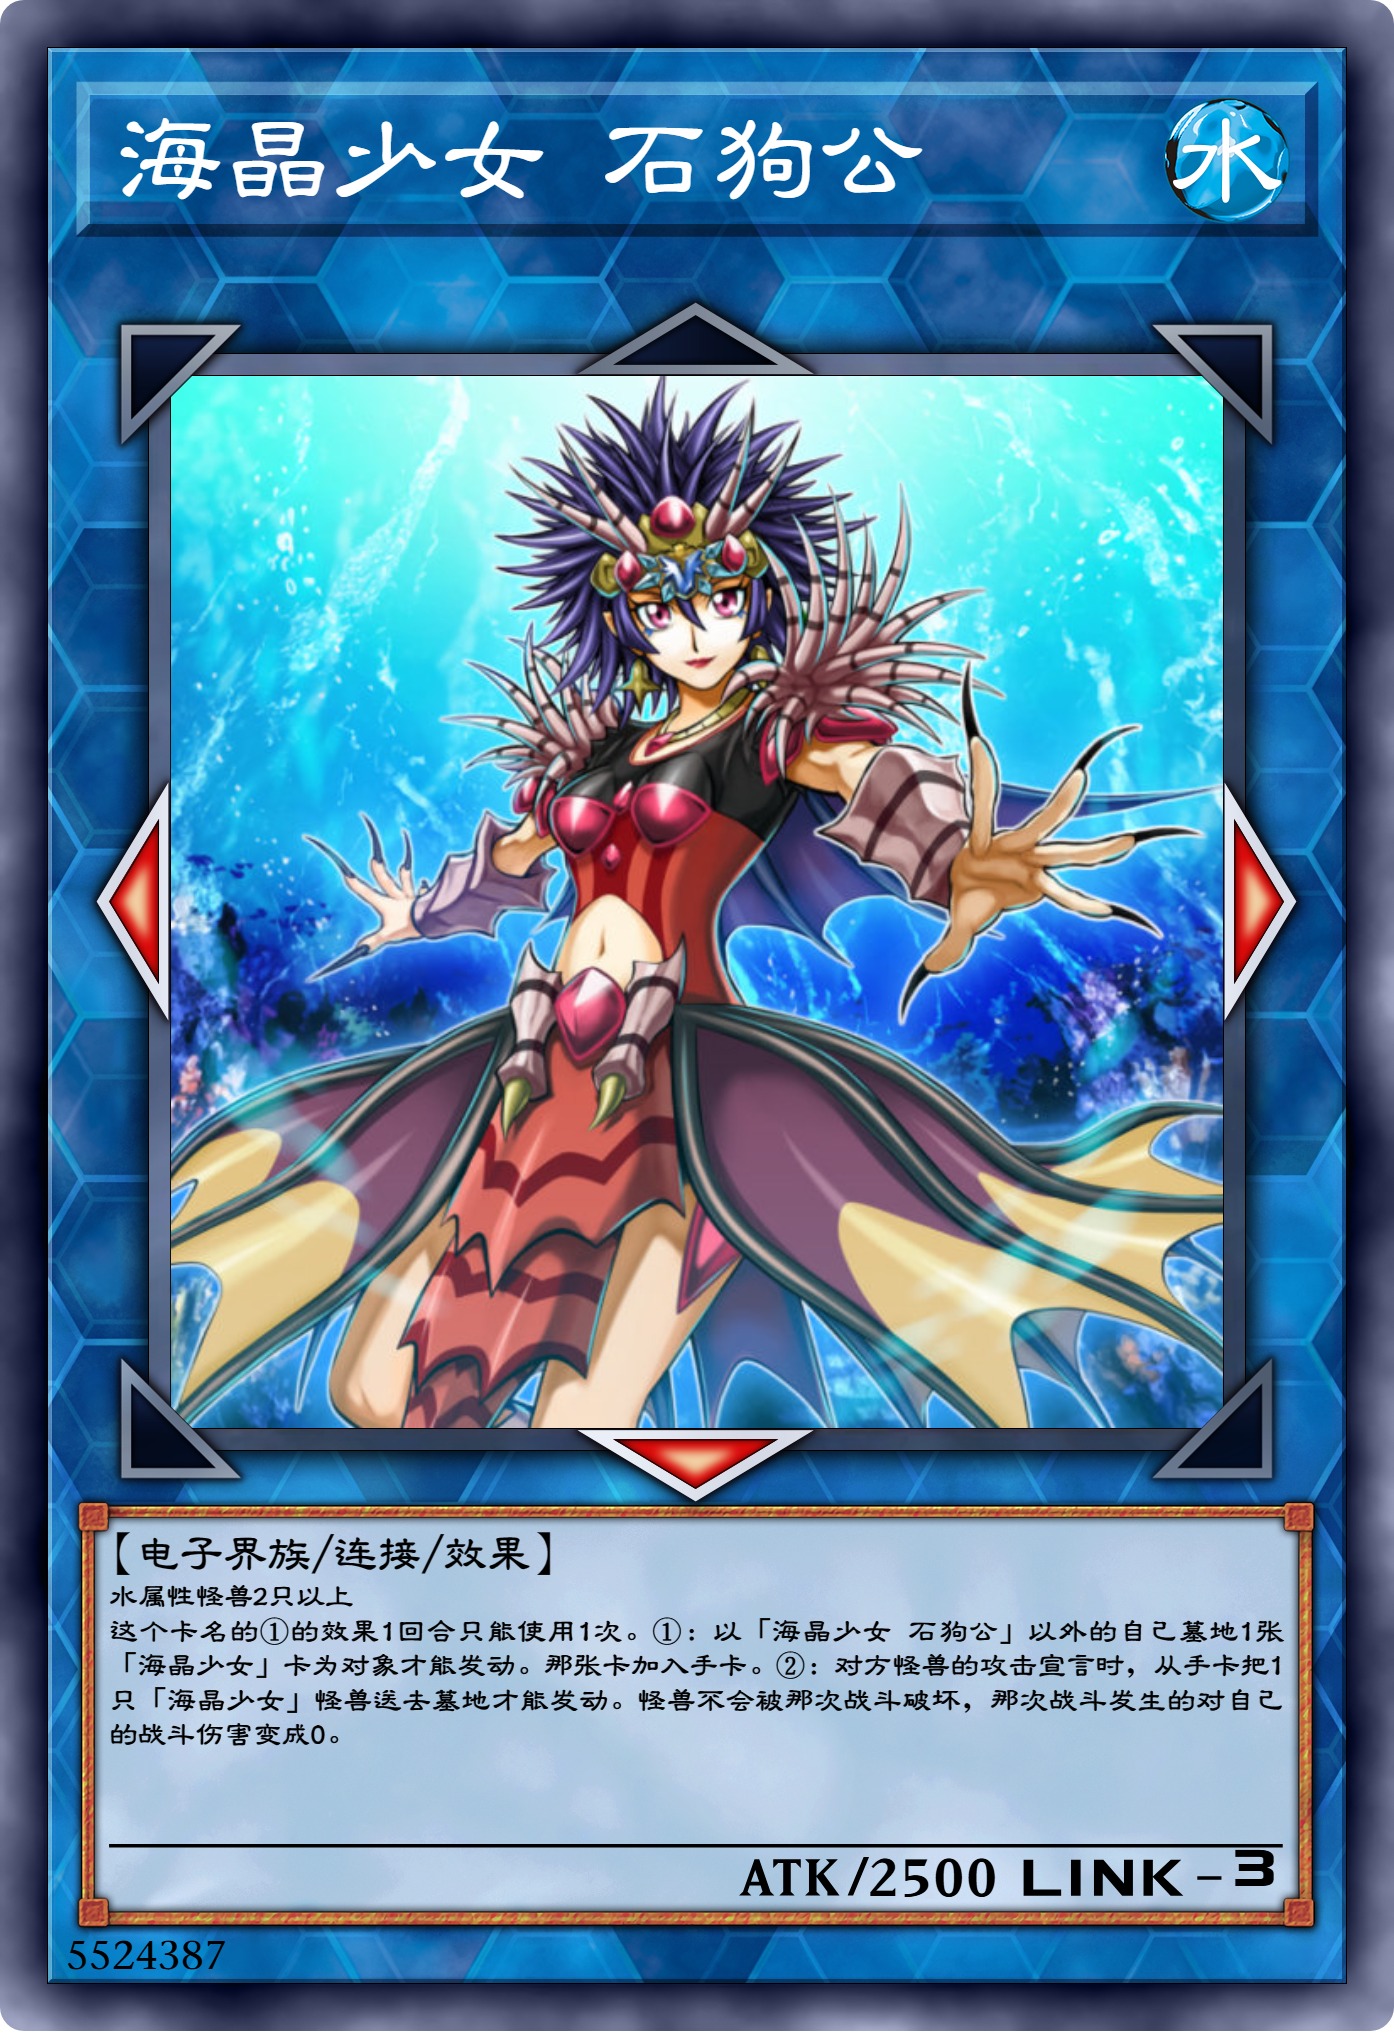 海晶少女 石狗公
水
【电子界族/连接/效果】
水属性怪兽2只以上
这个卡名的①的效果1回合只能使用1次。①：以「海晶少女 石狗公」以外的自己墓地1张
「海晶少女」卡为对象才能发动。那张卡加入手卡。②：对方怪兽的攻击宣言时，从手卡把1
只「海晶少女」怪兽送去墓地才能发动。怪兽不会被那次战斗破坏，那次战斗发生的对自己
的战斗伤害变成0。
ATK/2500 LINK-3
5524387